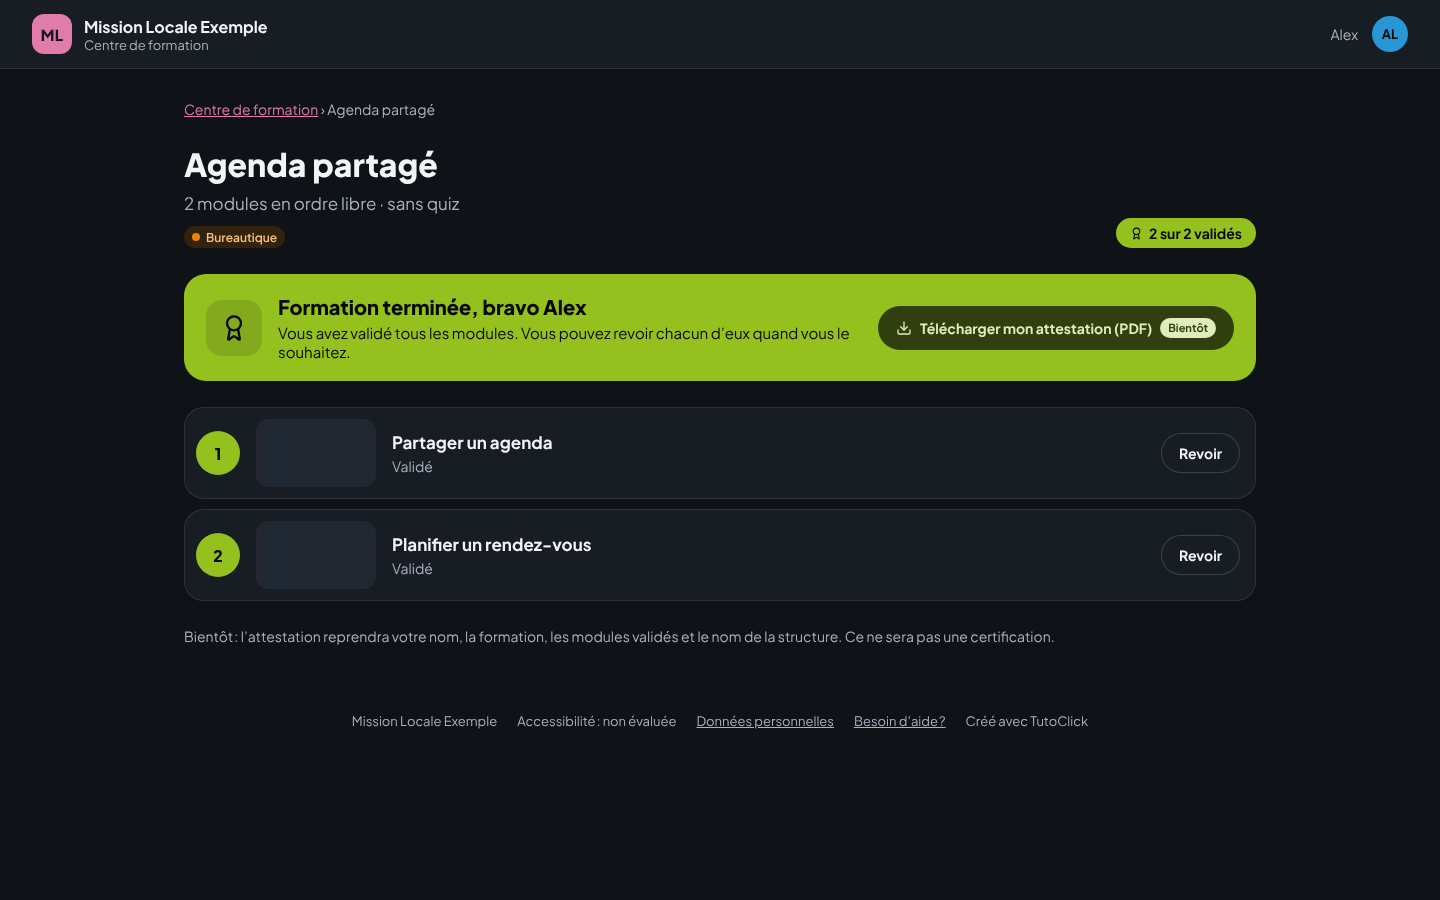 ML
Mission Locale Exemple
Centre de formation
Alex
AL
Centre de formation › Agenda partagé
Agenda partagé
2 modules en ordre libre · sans quiz
Bureautique
2 sur 2 validés
Formation terminée, bravo Alex
Vous avez validé tous les modules. Vous pouvez revoir chacun d’eux quand vous le
souhaitez.
Télécharger mon attestation (PDF) Bientôt
1
Partager un agenda
Validé
Revoir
2
Planifier un rendez-vous
Validé
Revoir
Bientôt : l’attestation reprendra votre nom, la formation, les modules validés et le nom de la structure. Ce ne sera pas une certification.
Mission Locale Exemple Accessibilité : non évaluée Données personnelles Besoin d’aide ? Créé avec TutoClick